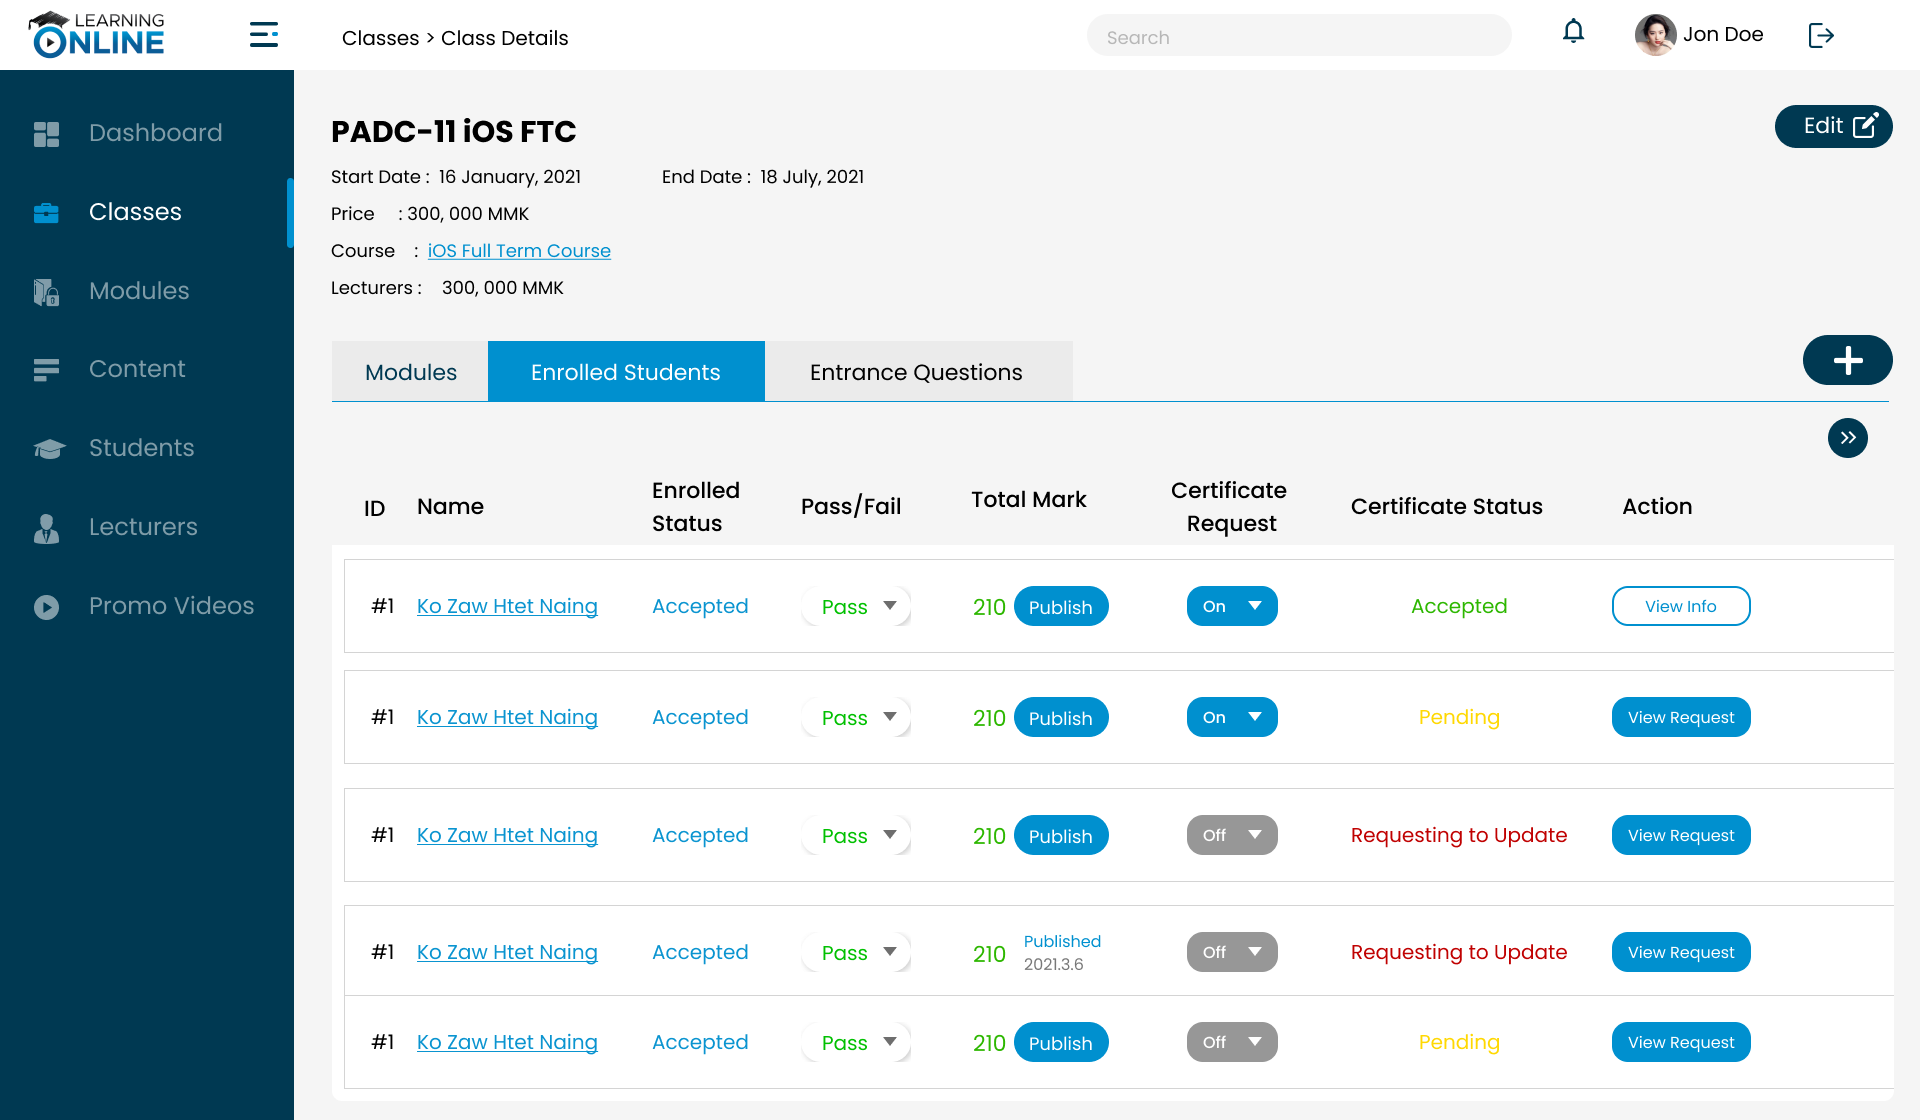 LEARNING
ONLINE
Classes > Class Details
Search
Jon Doe
Dashboard
Classes
Modules
Content
Students
Lecturers
Promo Videos
PADC-11 iOS FTC
Edit
Start Date : 16 January, 2021 End Date : 18 July, 2021
Price : 300, 000 MMK
Course : iOS Full Term Course
Lecturers : 300, 000 MMK
Modules Enrolled Students Entrance Questions
ID Name Enrolled Status Pass/Fail Total Mark Certificate Request Certificate Status Action
#1 Ko Zaw Htet Naing Accepted Pass 210 Publish On Accepted View Info
#1 Ko Zaw Htet Naing Accepted Pass 210 Publish On Pending View Request
#1 Ko Zaw Htet Naing Accepted Pass 210 Publish Off Requesting to Update View Request
#1 Ko Zaw Htet Naing Accepted Pass 210 Published 2021.3.6 Off Requesting to Update View Request
#1 Ko Zaw Htet Naing Accepted Pass 210 Publish Off Pending View Request